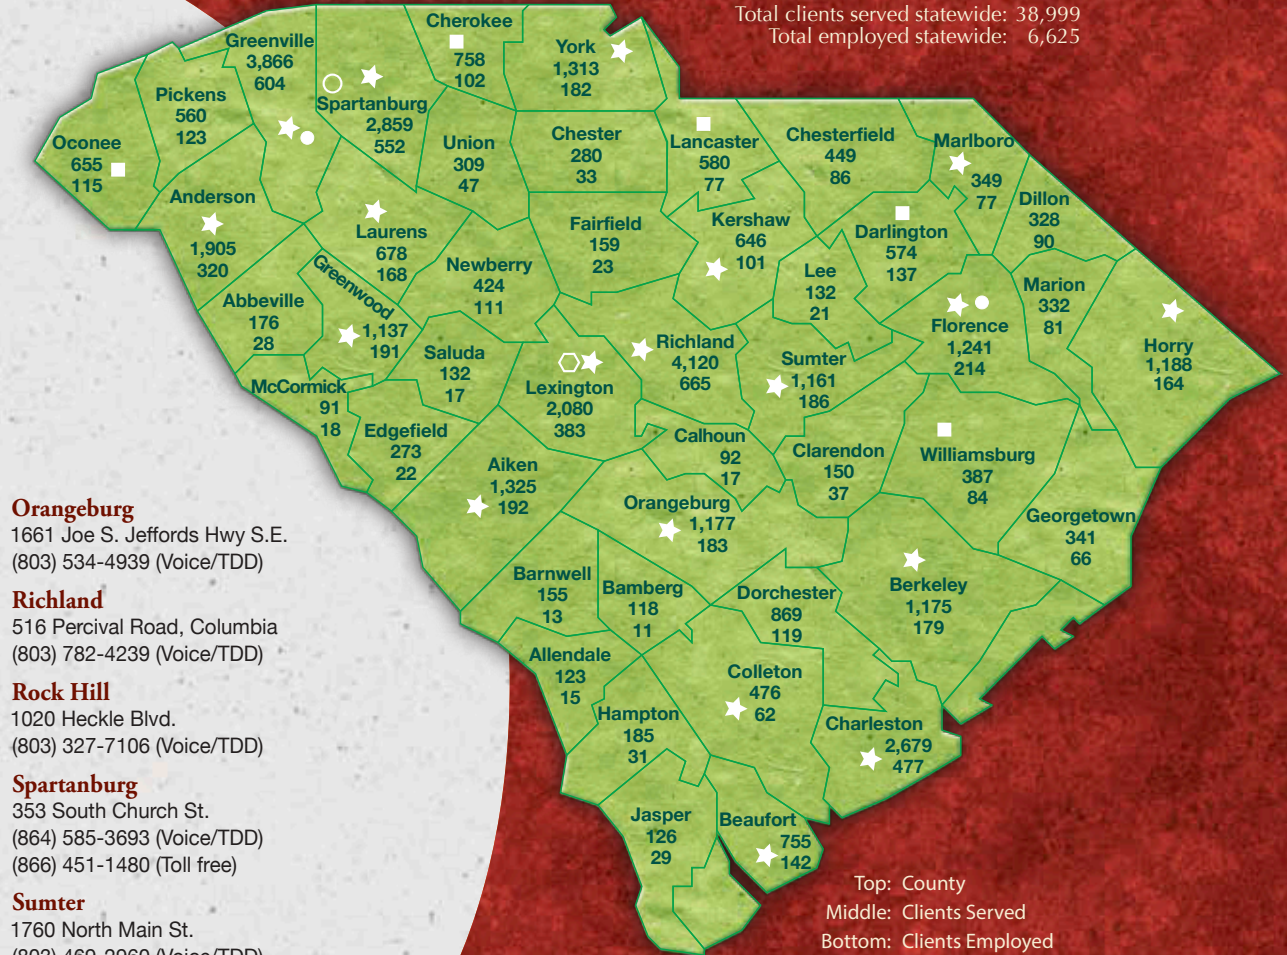 Total clients served statewide: 38,999
Total employed statewide: 6,625
Cherokee
758
102
York
1,313
182
Greenville
3,866
604
Spartanburg
2,859
552
Pickens
560
123
Oconee
655
115
Union
309
47
Chester
280
33
Lancaster
580
77
Chesterfield
449
86
Marlboro
349
77
Dillon
328
90
Anderson
1,905
320
Laurens
678
168
Fairfield
159
23
Kershaw
646
101
Darlington
574
137
Newberry
424
111
Lee
132
21
Marion
332
81
Abbeville
176
28
Greenwood
1,137
191
Florence
1,241
214
Horry
1,188
164
Saluda
132
17
Lexington
2,080
383
Richland
4,120
665
Sumter
1,161
186
McCormick
91
18
Edgefield
273
22
Calhoun
92
17
Clarendon
150
37
Williamsburg
387
84
Aiken
1,325
192
Orangeburg
1,177
183
Georgetown
341
66
Barnwell
155
13
Bamberg
118
11
Dorchester
869
119
Berkeley
1,175
179
Allendale
123
15
Colleton
476
62
Hampton
185
31
Charleston
2,679
477
Jasper
126
29
Beaufort
755
142
Orangeburg
1661 Joe S. Jeffords Hwy S.E.
(803) 534-4939 (Voice/TDD)
Richland
516 Percival Road, Columbia
(803) 782-4239 (Voice/TDD)
Rock Hill
1020 Heckle Blvd.
(803) 327-7106 (Voice/TDD)
Spartanburg
353 South Church St.
(864) 585-3693 (Voice/TDD)
(866) 451-1480 (Toll free)
Sumter
1760 North Main St.
(803) 469-2960 (Voice/TDD)
Top: County
Middle: Clients Served
Bottom: Clients Employed